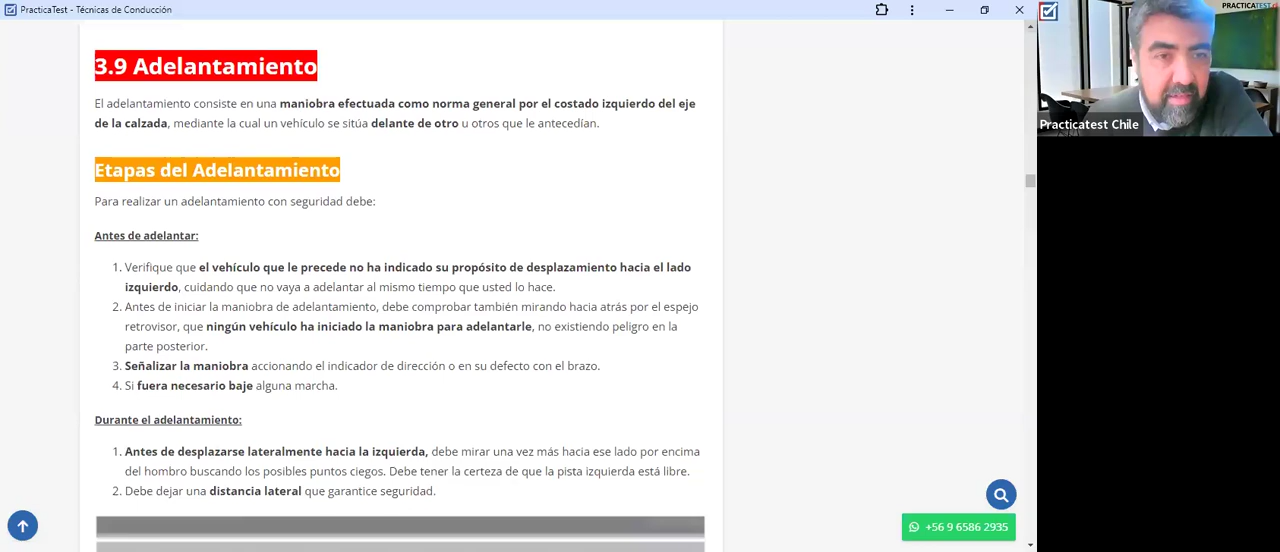 PracticaTest - Técnicas de Conducción
PRACTICATEST
3.9 Adelantamiento
El adelantamiento consiste en una maniobra efectuada como norma general por el costado izquierdo del eje
de la calzada, mediante la cual un vehículo se sitúa delante de otro u otros que le antecedían.
Practicatest Chile
Etapas del Adelantamiento
Para realizar un adelantamiento con seguridad debe:
Antes de adelantar:
1. Verifique que el vehículo que le precede no ha indicado su propósito de desplazamiento hacia el lado
izquierdo, cuidando que no vaya a adelantar al mismo tiempo que usted lo hace.
2. Antes de iniciar la maniobra de adelantamiento, debe comprobar también mirando hacia atrás por el espejo
retrovisor, que ningún vehículo ha iniciado la maniobra para adelantarle, no existiendo peligro en la
parte posterior.
3. Señalizar la maniobra accionando el indicador de dirección o en su defecto con el brazo.
4. Si fuera necesario baje alguna marcha.
Durante el adelantamiento:
1. Antes de desplazarse lateralmente hacia la izquierda, debe mirar una vez más hacia ese lado por encima
del hombro buscando los posibles puntos ciegos. Debe tener la certeza de que la pista izquierda está libre.
2. Debe dejar una distancia lateral que garantice seguridad.
+56 9 6586 2935